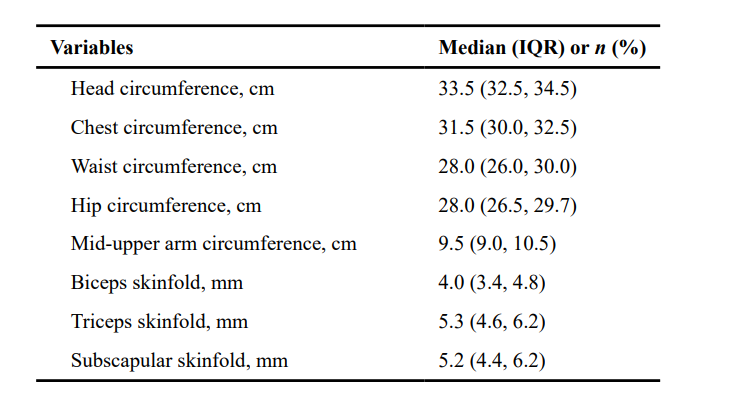 Variables Median (IQR) or n (%)
Head circumference, cm 33.5 (32.5, 34.5)
Chest circumference, cm 31.5 (30.0, 32.5)
Waist circumference, cm 28.0 (26.0, 30.0)
Hip circumference, cm 28.0 (26.5, 29.7)
Mid-upper arm circumference, cm 9.5 (9.0, 10.5)
Biceps skinfold, mm 4.0 (3.4, 4.8)
Triceps skinfold, mm 5.3 (4.6, 6.2)
Subscapular skinfold, mm 5.2 (4.4, 6.2)